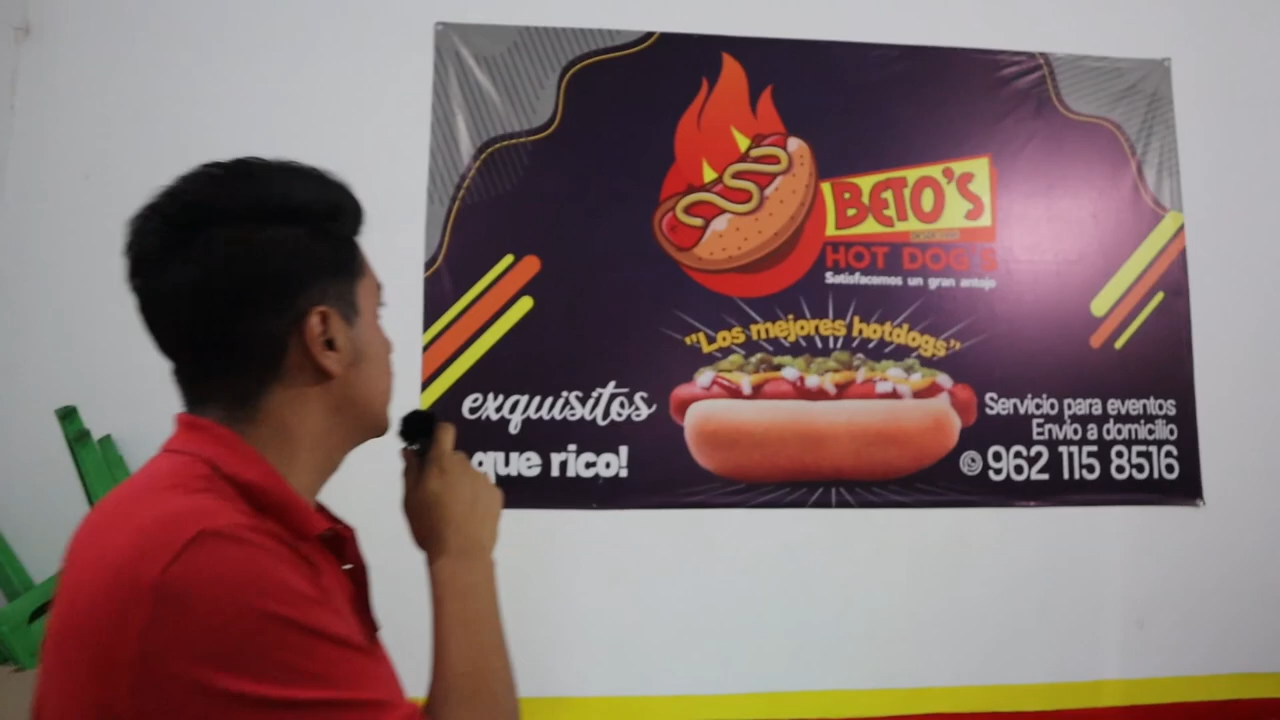 BETO'S
HOT DOG'S
Satisfacemos un gran antojo
"Los mejores hotdogs"
exquisitos
que rico!
Servicio para eventos
Envío a domicilio
962 115 8516